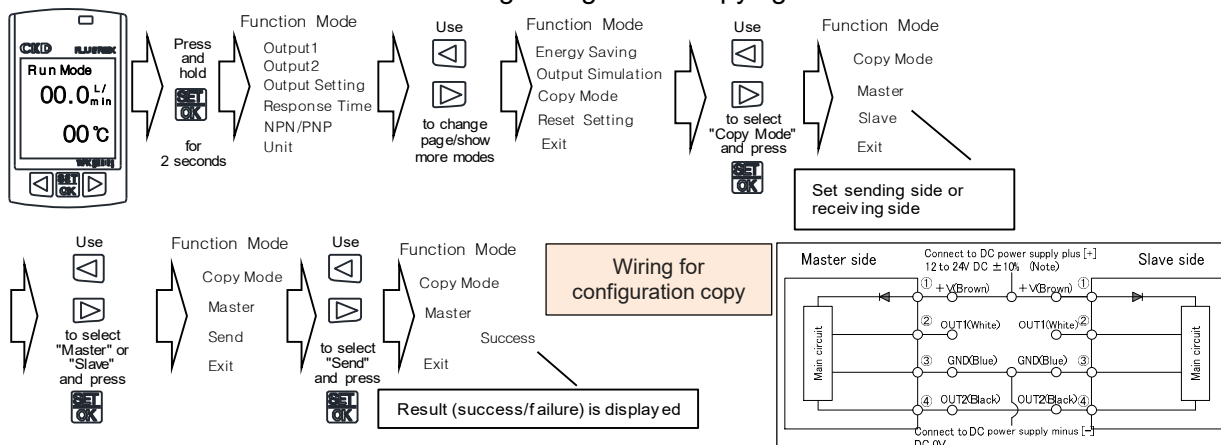 CKD FLUEREX
Run Mode
00.0 L/min
00℃
SET
OK
Press
and
hold
SET
OK
for
2 seconds
Function Mode
Output1
Output2
Output Setting
Response Time
NPN/PNP
Unit
Use
to change
page/show
more modes
Function Mode
Energy Saving
Output Simulation
Copy Mode
Reset Setting
Exit
Use
to select
"Copy Mode"
and press
SET
OK
Function Mode
Copy Mode
Master
Slave
Exit
Set sending side or
receiving side
Use
to select
"Master" or
"Slave"
and press
SET
OK
Function Mode
Copy Mode
Master
Send
Exit
Use
to select
"Send"
and press
SET
OK
Function Mode
Copy Mode
Master
Success
Exit
Result (success/failure) is displayed
Wiring for
configuration copy
Master side
Connect to DC power supply plus [+]
12 to 24V DC ±10% (Note)
Slave side
① +V(Brown) +V(Brown) ①
② OUT1(White) OUT1(White) ②
Main circuit
Main circuit
③ GND(Blue) GND(Blue) ③
④ OUT2(Black) OUT2(Black) ④
Connect to DC power supply minus [-]
DC 0V